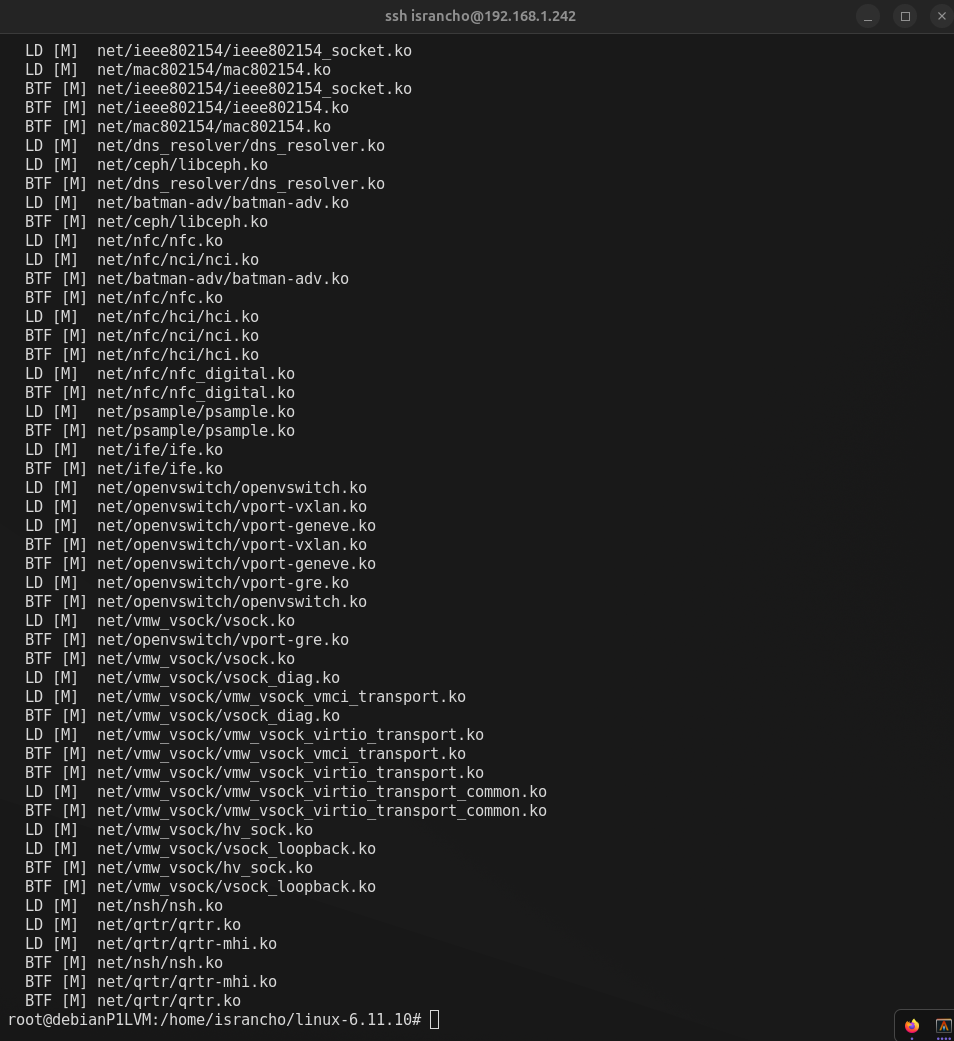 ssh israncho@192.168.1.242
LD [M]  net/ieee802154/ieee802154_socket.ko
LD [M]  net/mac802154/mac802154.ko
BTF [M] net/ieee802154/ieee802154_socket.ko
BTF [M] net/ieee802154/ieee802154.ko
BTF [M] net/mac802154/mac802154.ko
LD [M]  net/dns_resolver/dns_resolver.ko
LD [M]  net/ceph/libceph.ko
BTF [M] net/dns_resolver/dns_resolver.ko
LD [M]  net/batman-adv/batman-adv.ko
BTF [M] net/ceph/libceph.ko
LD [M]  net/nfc/nfc.ko
LD [M]  net/nfc/nci/nci.ko
BTF [M] net/batman-adv/batman-adv.ko
BTF [M] net/nfc/nfc.ko
LD [M]  net/nfc/hci/hci.ko
BTF [M] net/nfc/nci/nci.ko
BTF [M] net/nfc/hci/hci.ko
LD [M]  net/nfc/nfc_digital.ko
BTF [M] net/nfc/nfc_digital.ko
LD [M]  net/psample/psample.ko
BTF [M] net/psample/psample.ko
LD [M]  net/ife/ife.ko
BTF [M] net/ife/ife.ko
LD [M]  net/openvswitch/openvswitch.ko
LD [M]  net/openvswitch/vport-vxlan.ko
LD [M]  net/openvswitch/vport-geneve.ko
BTF [M] net/openvswitch/vport-vxlan.ko
BTF [M] net/openvswitch/vport-geneve.ko
LD [M]  net/openvswitch/vport-gre.ko
BTF [M] net/openvswitch/openvswitch.ko
LD [M]  net/vmw_vsock/vsock.ko
BTF [M] net/openvswitch/vport-gre.ko
BTF [M] net/vmw_vsock/vsock.ko
LD [M]  net/vmw_vsock/vsock_diag.ko
LD [M]  net/vmw_vsock/vmw_vsock_vmci_transport.ko
BTF [M] net/vmw_vsock/vsock_diag.ko
LD [M]  net/vmw_vsock/vmw_vsock_virtio_transport.ko
BTF [M] net/vmw_vsock/vmw_vsock_vmci_transport.ko
BTF [M] net/vmw_vsock/vmw_vsock_virtio_transport.ko
LD [M]  net/vmw_vsock/vmw_vsock_virtio_transport_common.ko
BTF [M] net/vmw_vsock/vmw_vsock_virtio_transport_common.ko
LD [M]  net/vmw_vsock/hv_sock.ko
LD [M]  net/vmw_vsock/vsock_loopback.ko
BTF [M] net/vmw_vsock/hv_sock.ko
BTF [M] net/vmw_vsock/vsock_loopback.ko
LD [M]  net/nsh/nsh.ko
LD [M]  net/qrtr/qrtr.ko
LD [M]  net/qrtr/qrtr-mhi.ko
BTF [M] net/nsh/nsh.ko
BTF [M] net/qrtr/qrtr-mhi.ko
BTF [M] net/qrtr/qrtr.ko
root@debianP1LVM:/home/israncho/linux-6.11.10#